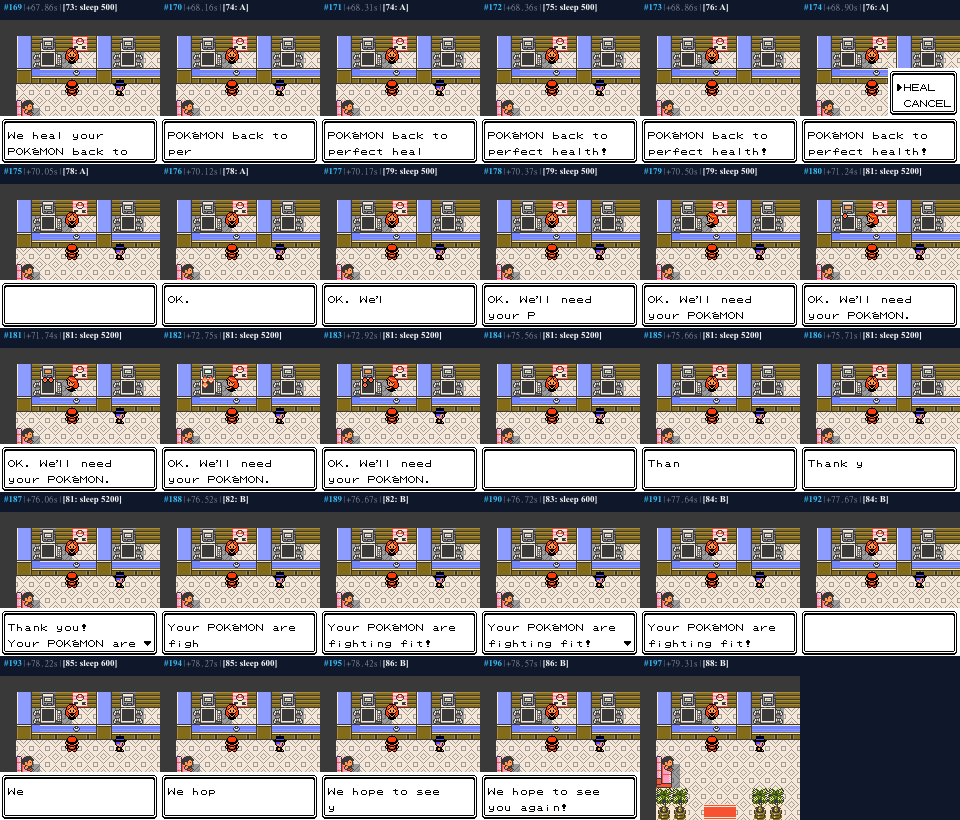 #169|+67.86s|[73: sleep 500]
We heal your
POKéMON back to
#170|+68.16s|[74: A]
POKéMON back to
per
#171|+68.31s|[74: A]
POKéMON back to
perfect heal
#172|+68.36s|[75: sleep 500]
POKéMON back to
perfect health!
#173|+68.86s|[76: A]
POKéMON back to
perfect health!
#174|+68.90s|[76: A]
HEAL
CANCEL
POKéMON back to
perfect health!
#175|+70.05s|[78: A]
#176|+70.12s|[78: A]
OK.
#177|+70.17s|[79: sleep 500]
OK. We'l
#178|+70.37s|[79: sleep 500]
OK. We'll need
your P
#179|+70.50s|[79: sleep 500]
OK. We'll need
your POKéMON
#180|+71.24s|[81: sleep 5200]
OK. We'll need
your POKéMON.
#181|+71.74s|[81: sleep 5200]
OK. We'll need
your POKéMON.
#182|+72.75s|[81: sleep 5200]
OK. We'll need
your POKéMON.
#183|+72.92s|[81: sleep 5200]
OK. We'll need
your POKéMON.
#184|+75.56s|[81: sleep 5200]
#185|+75.66s|[81: sleep 5200]
Than
#186|+75.71s|[81: sleep 5200]
Thank y
#187|+76.06s|[81: sleep 5200]
Thank you!
Your POKéMON are
#188|+76.52s|[82: B]
Your POKéMON are
figh
#189|+76.67s|[82: B]
Your POKéMON are
fighting fit!
#190|+76.72s|[83: sleep 600]
Your POKéMON are
fighting fit!
#191|+77.64s|[84: B]
Your POKéMON are
fighting fit!
#192|+77.67s|[84: B]
#193|+78.22s|[85: sleep 600]
We
#194|+78.27s|[85: sleep 600]
We hop
#195|+78.42s|[86: B]
We hope to see
y
#196|+78.57s|[86: B]
We hope to see
you again!
#197|+79.31s|[88: B]